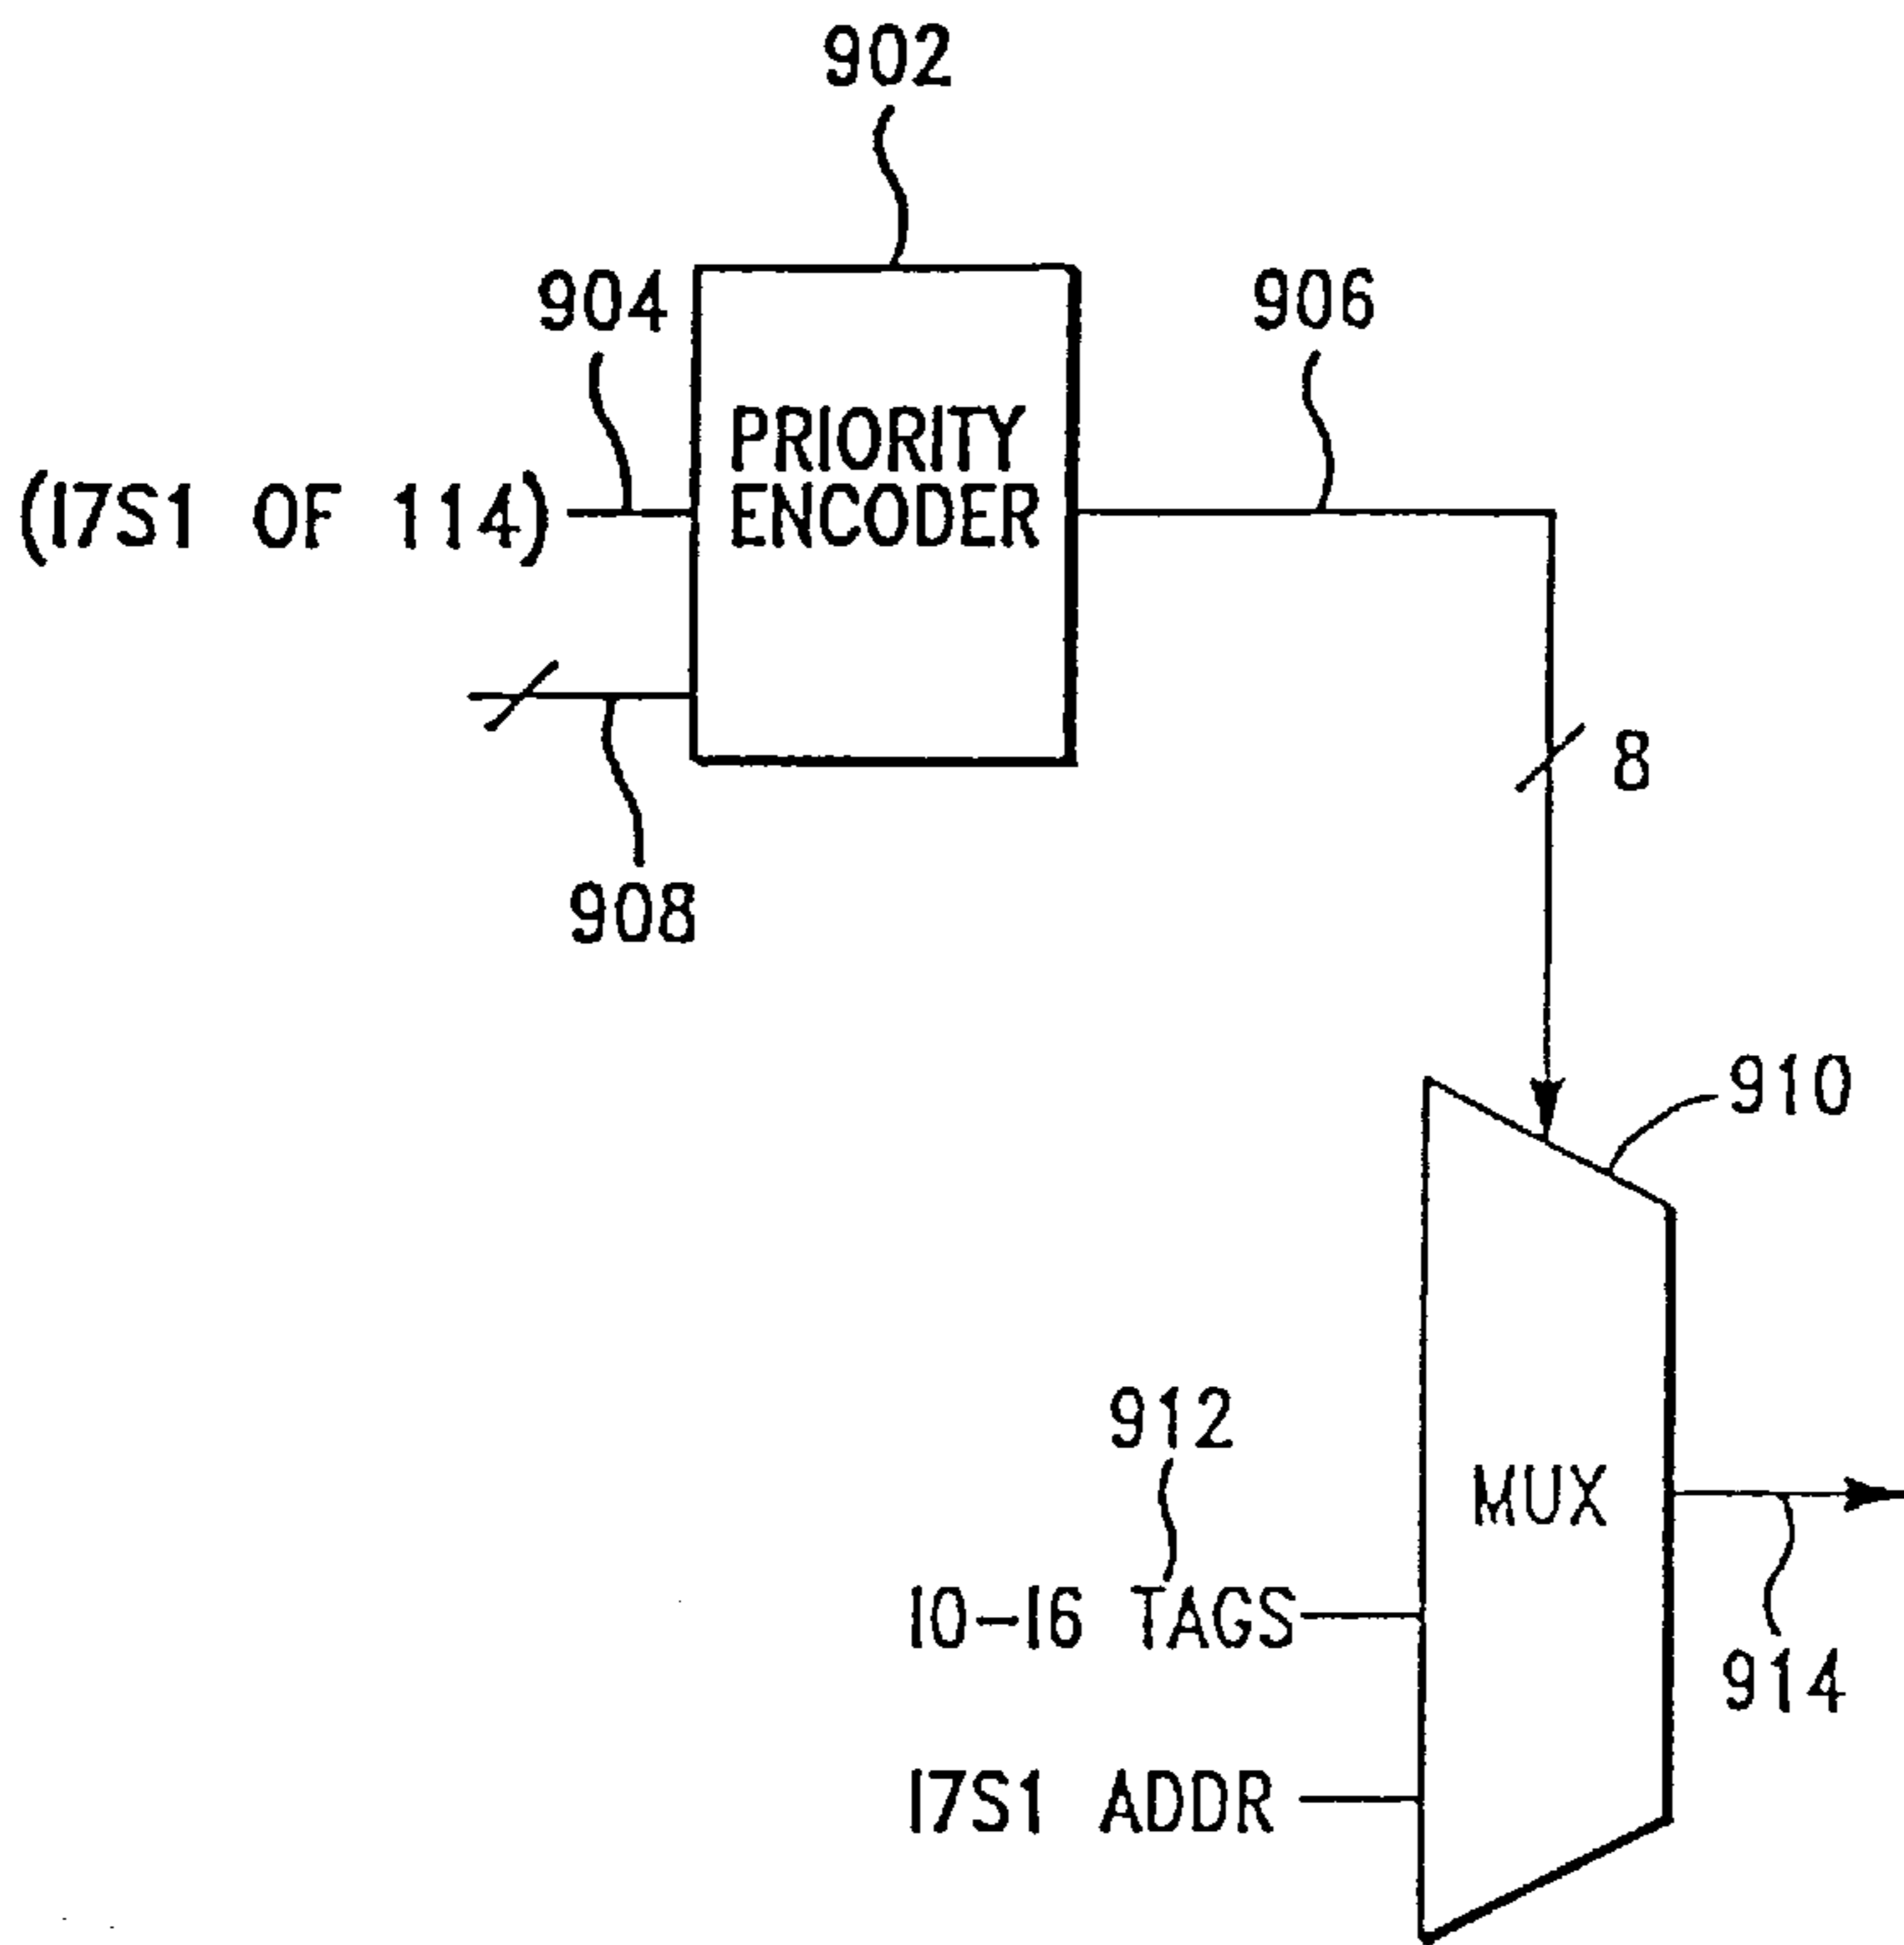 902
904
906
PRIORITY
ENCODER
(I7S1 OF 114)
8
908
910
912
MUX
I0-I6 TAGS
914
I7S1 ADDR